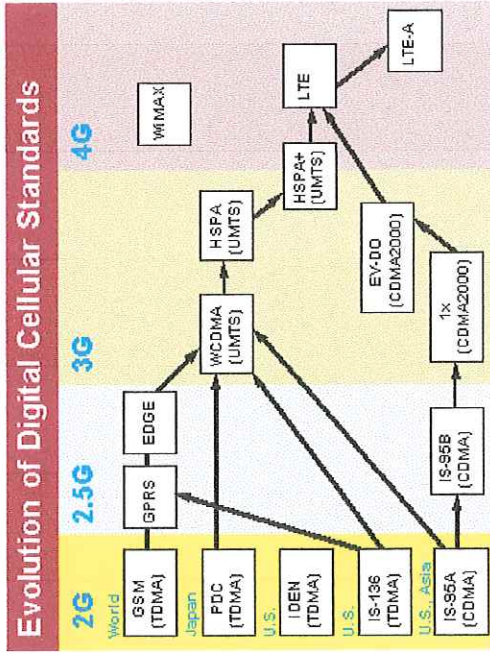 Evolution of Digital Cellular Standards
2G
2.5G
3G
4G
World
GSM
(TDMA)
GPRS
EDGE
WCDMA
(UMTS)
HSPA
(UMTS)
WiMAX
Japan
PDC
(TDMA)
U.S.
IDEN
(TDMA)
HSPA+
(UMTS)
LTE
U.S.
IS-136
(TDMA)
EV-DO
(CDMA2000)
LTE-A
U.S., Asia
IS-95A
(CDMA)
IS-95B
(CDMA)
1x
(CDMA2000)